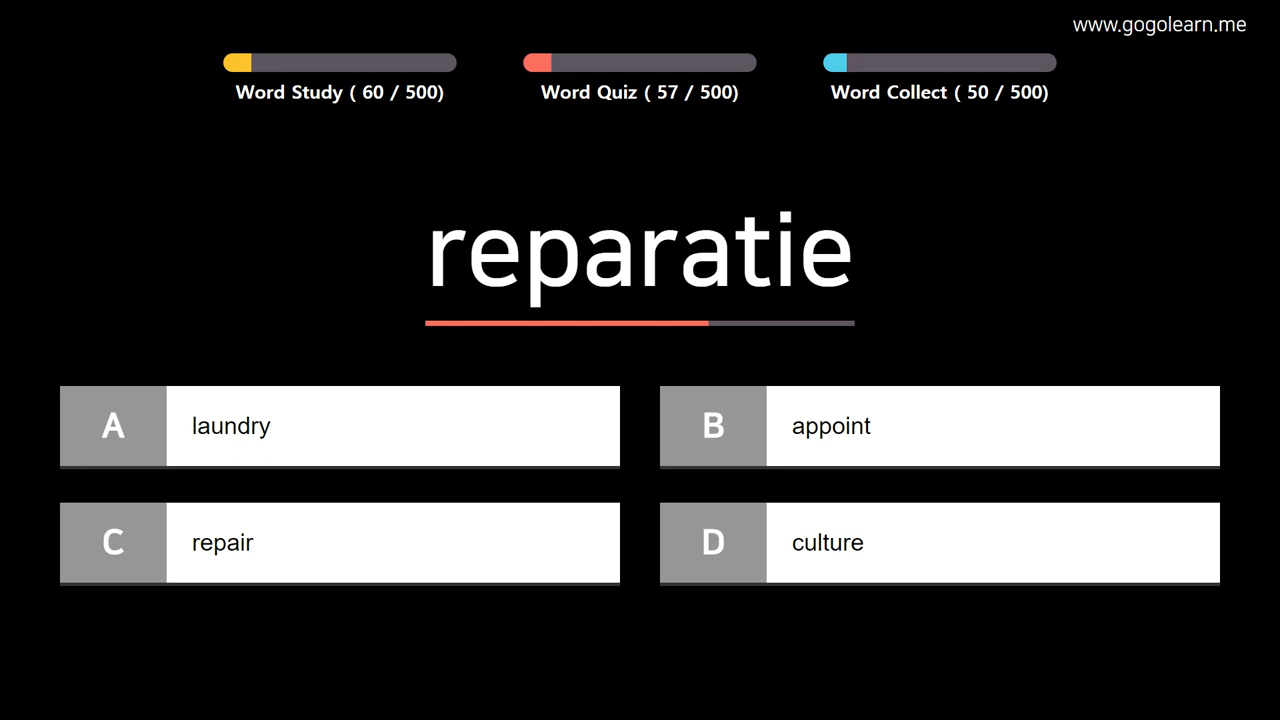 www.gogolearn.me
Word Study ( 60 / 500)
Word Quiz ( 57 / 500)
Word Collect ( 50 / 500)
reparatie
A laundry
B appoint
C repair
D culture